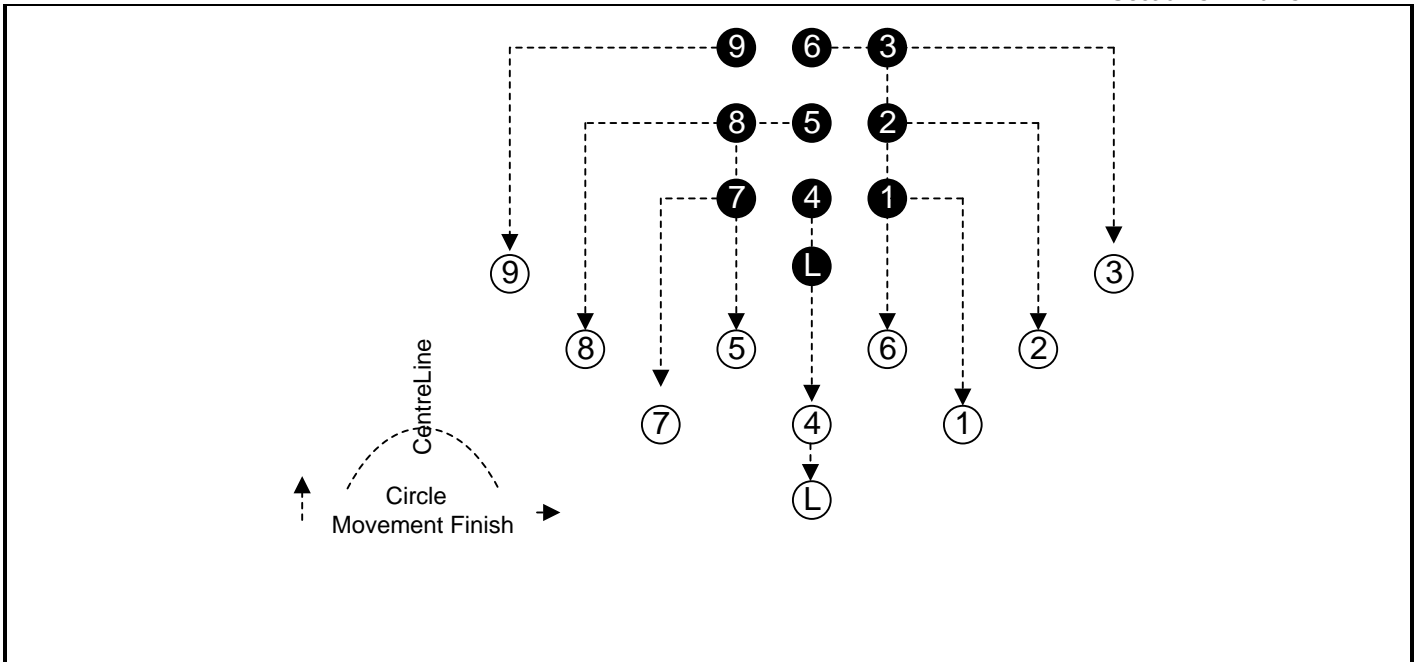 9 6 3
8 5 2
7 4 1
L
9 3
8 5 6 2
CentreLine
7 4 1
Circle
L
Movement Finish